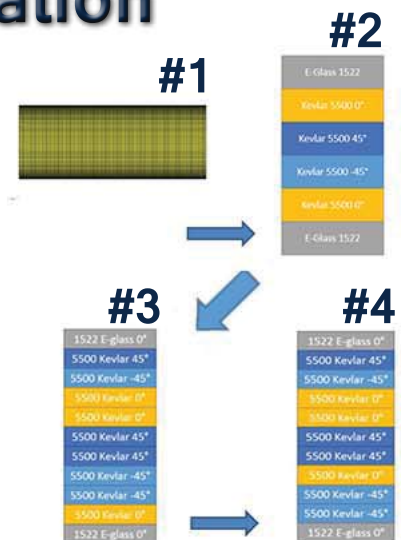 ation
#1
#2
E-Glass 1522
Kevlar 5500 0°
Kevlar 5500 45°
Kevlar 5500 -45°
Kevlar 5500 0°
E-Glass 1522
#3
1522 E-glass 0°
5500 Kevlar 45°
5500 Kevlar -45°
5500 Kevlar 0°
5500 Kevlar 0°
5500 Kevlar 45°
5500 Kevlar 45°
5500 Kevlar -45°
5500 Kevlar -45°
5500 Kevlar 0°
1522 E-glass 0°
#4
1522 E-glass 0°
5500 Kevlar 45°
5500 Kevlar -45°
5500 Kevlar 0°
5500 Kevlar 0°
5500 Kevlar 45°
5500 Kevlar 45°
5500 Kevlar 0°
5500 Kevlar -45°
5500 Kevlar -45°
1522 E-glass 0°